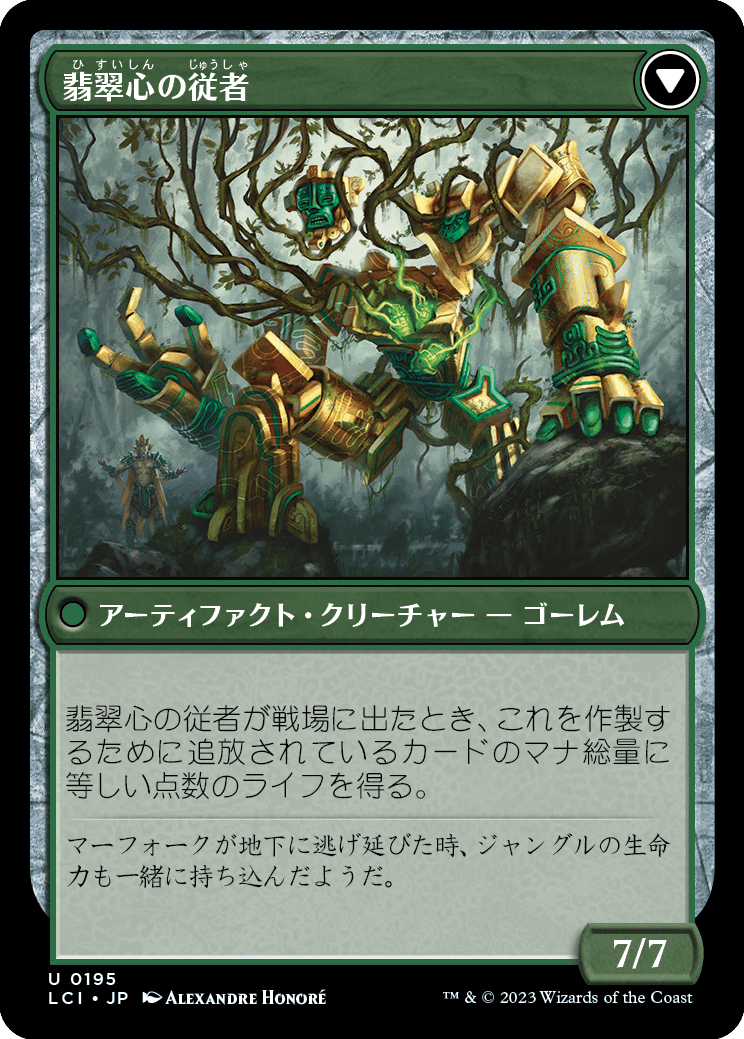 ひすいしん じゅうしゃ
翡翠心の従者
アーティファクト・クリーチャー — ゴーレム
翡翠心の従者が戦場に出たとき、これを作製す
るために追放されているカードのマナ総量に
等しい点数のライフを得る。
マーフォークが地下に逃げ延びた時、ジャングルの生命
力も一緒に持ち込んだようだ。
7/7
U 0195
LCI • JP Alexandre Honoré
™ & © 2023 Wizards of the Coast